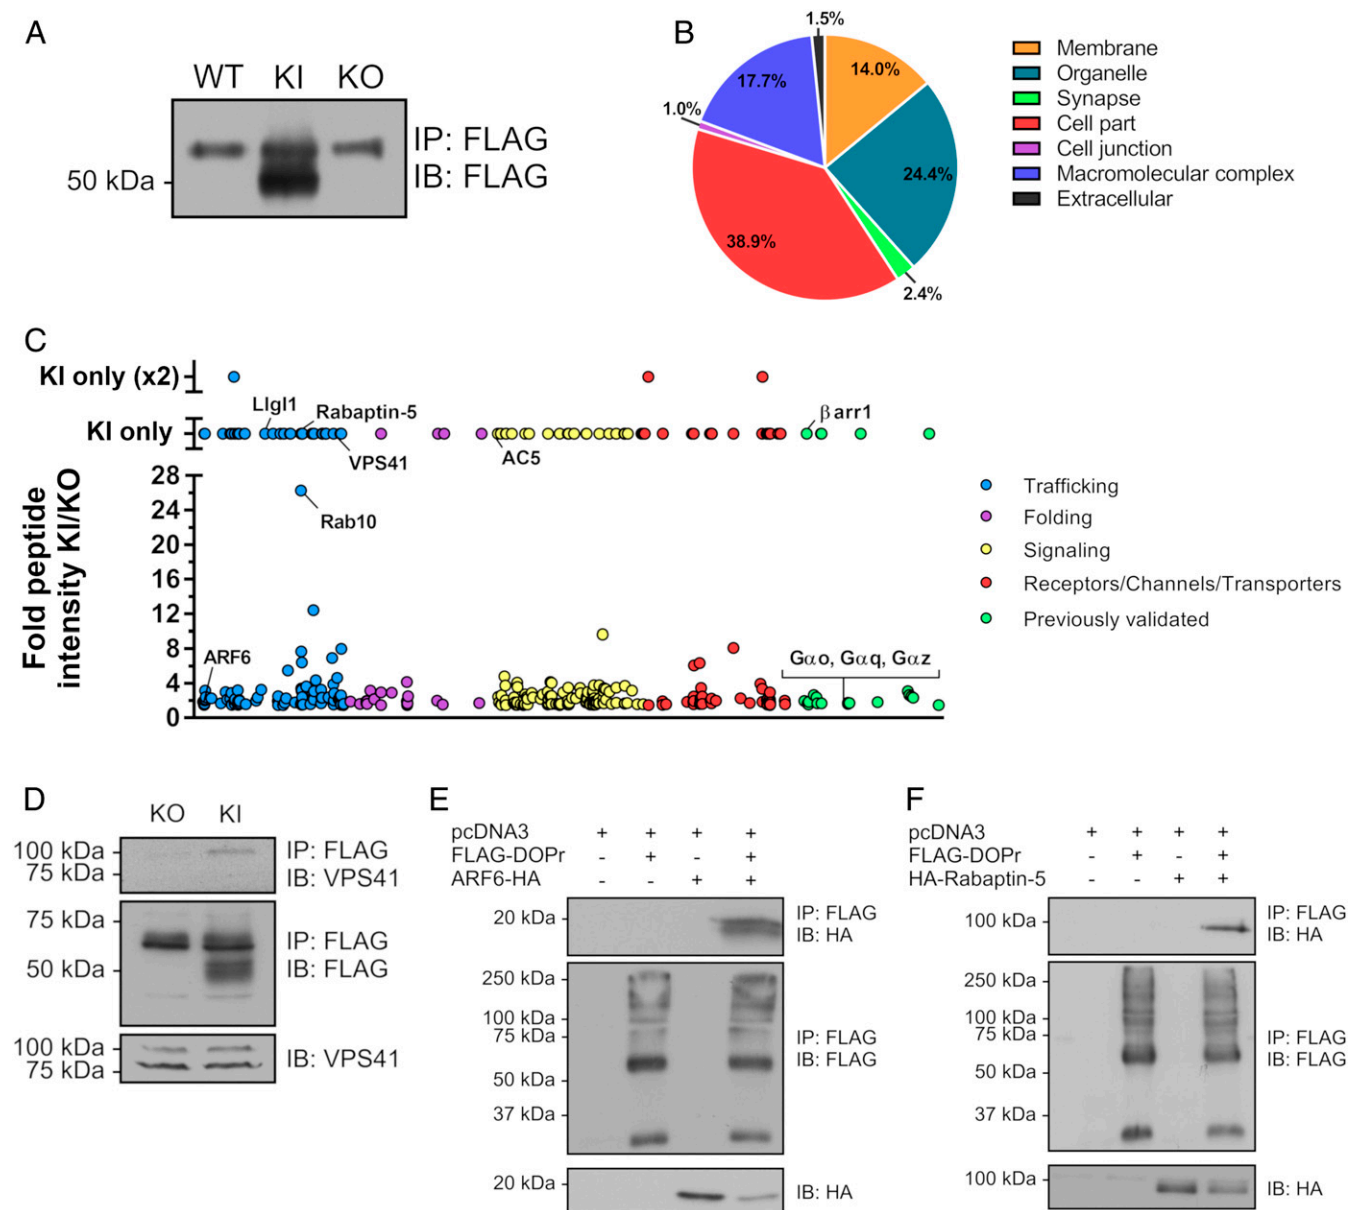 A
WT KI KO
IP: FLAG
50 kDa
IB: FLAG
B
1.5%
14.0%
17.7%
1.0%
24.4%
38.9%
2.4%
Membrane
Organelle
Synapse
Cell part
Cell junction
Macromolecular complex
Extracellular
C
KI only (x2)
KI only
Llgl1
Rabaptin-5
VPS41
AC5
βarr1
Fold peptide
intensity KI/KO
28
24
20
16
12
8
4
0
Rab10
ARF6
Gαo, Gαq, Gαz
Trafficking
Folding
Signaling
Receptors/Channels/Transporters
Previously validated
D
KO KI
100 kDa
75 kDa
IP: FLAG
IB: VPS41
75 kDa
50 kDa
IP: FLAG
IB: FLAG
100 kDa
75 kDa
IB: VPS41
E
pcDNA3 + + + +
FLAG-DOPr - + - +
ARF6-HA - - + +
20 kDa
IP: FLAG
IB: HA
250 kDa
100 kDa
75 kDa
50 kDa
37 kDa
IP: FLAG
IB: FLAG
20 kDa
IB: HA
F
pcDNA3 + + + +
FLAG-DOPr - + - +
HA-Rabaptin-5 - - + +
100 kDa
IP: FLAG
IB: HA
250 kDa
100 kDa
75 kDa
50 kDa
37 kDa
IP: FLAG
IB: FLAG
100 kDa
IB: HA